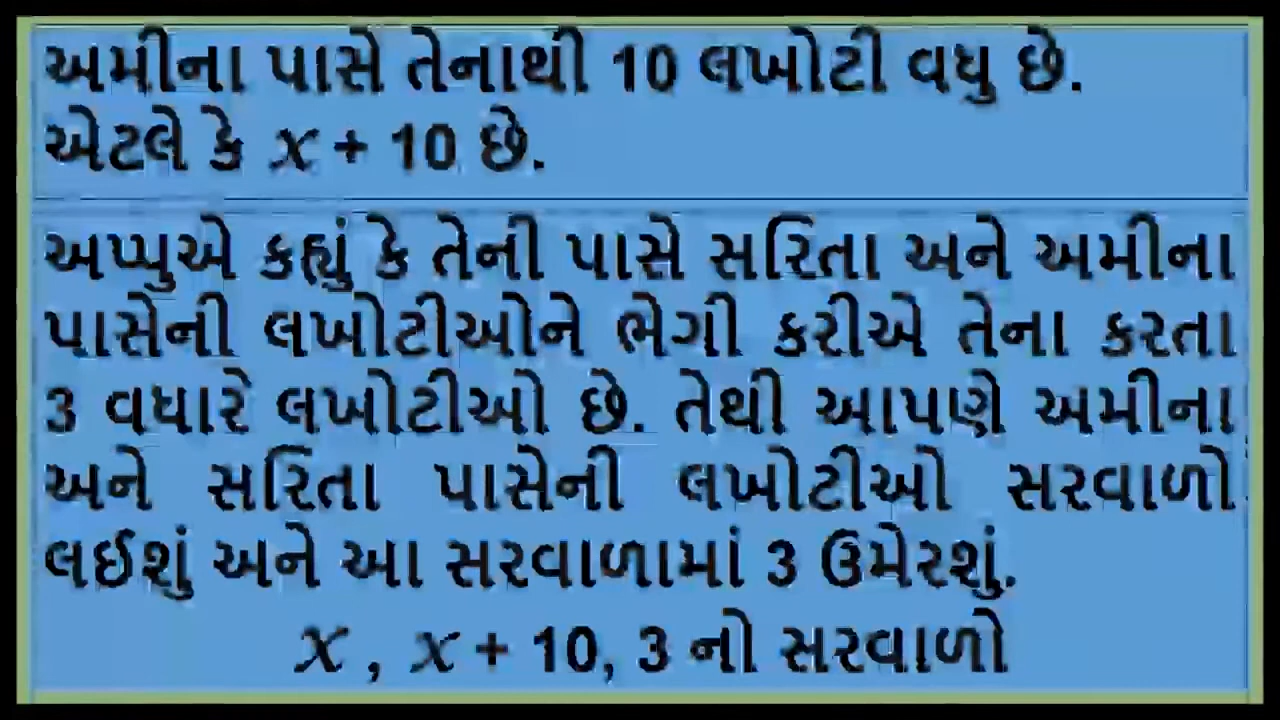 અમીના પાસે તેનાથી 10 લખોટી વધુ છે.
એટલે કે x + 10 છે.
અપ્પુએ કહ્યું કે તેની પાસે સરિતા અને અમીના
પાસેની લખોટીઓને ભેગી કરીએ તેના કરતા
3 વધારે લખોટીઓ છે. તેથી આપણે અમીના
અને સરિતા પાસેની લખોટીઓ સરવાળો
લઈશું અને આ સરવાળામાં 3 ઉમેરશું.
x , x + 10, 3 નો સરવાળો